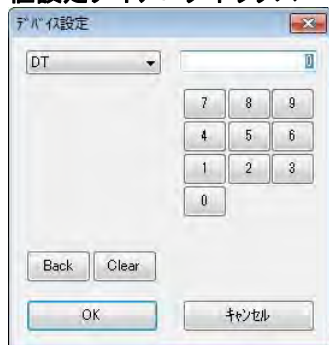 ﾃﾞﾊﾞｲｽ設定
DT
0
7 8 9
4 5 6
1 2 3
0
Back Clear
OK ｷｬﾝｾﾙ